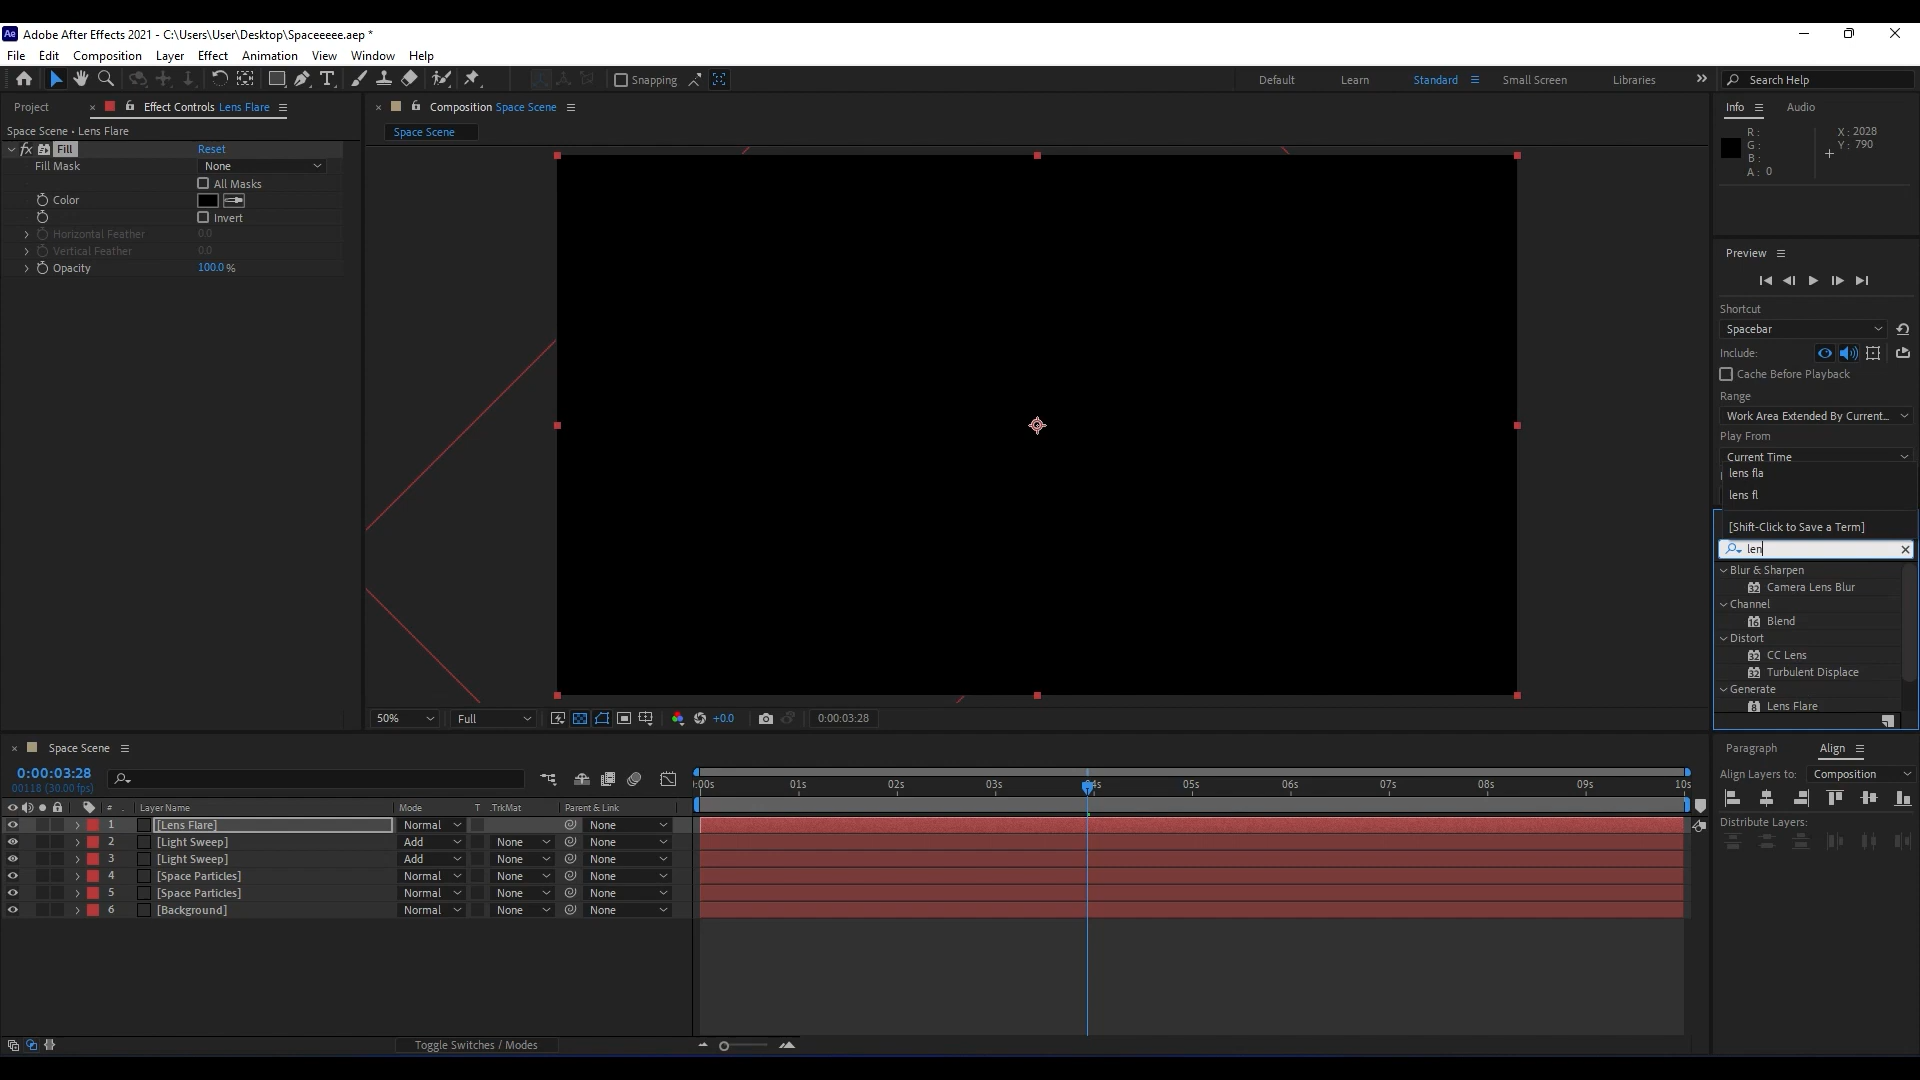 Ae Adobe After Effects 2021 - C:\Users\User\Desktop\Spaceeeee.aep *
File Edit Composition Layer Effect Animation View Window Help
Snapping Default Learn Standard Small Screen Libraries Search Help
Project Effect Controls Lens Flare
Space Scene • Lens Flare
fx Fill Reset
Fill Mask None
All Masks
Color
Invert
Horizontal Feather 0.0
Vertical Feather 0.0
Opacity 100.0 %
Composition Space Scene
Space Scene
50% Full +0.0 0:00:03:28
Info Audio
R :
G :
B :
A : 0
X : 2028
Y : 790
Preview
Shortcut
Spacebar
Include:
Cache Before Playback
Range
Work Area Extended By Current...
Play From
Current Time
lens fla
lens fl
[Shift-Click to Save a Term]
len
Blur & Sharpen
32 Camera Lens Blur
Channel
16 Blend
Distort
32 CC Lens
32 Turbulent Displace
Generate
8 Lens Flare
Paragraph Align
Align Layers to: Composition
Distribute Layers:
Space Scene
0:00:03:28
00118 (30.00 fps)
:00s 01s 02s 03s 04s 05s 06s 07s 08s 09s 10s
# . Layer Name Mode T .TrkMat Parent & Link
1 [Lens Flare] Normal None
2 [Light Sweep] Add None None
3 [Light Sweep] Add None None
4 [Space Particles] Normal None None
5 [Space Particles] Normal None None
6 [Background] Normal None None
Toggle Switches / Modes